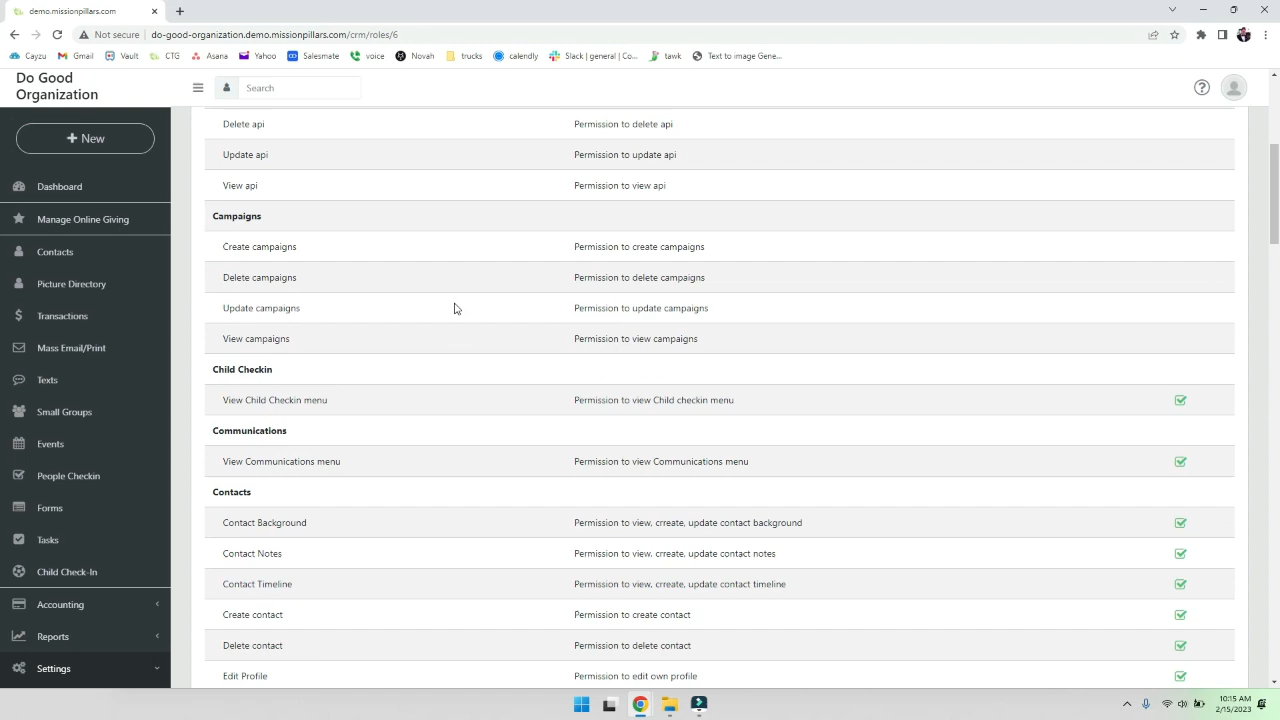 demo.missionpillars.com
Not secure do-good-organization.demo.missionpillars.com/crm/roles/6
Cayzu Gmail Vault CTG Asana Yahoo Salesmate voice Novah trucks calendly Slack | general | Co... tawk Text to image Gene...
Do Good
Organization
Search
+ New
Dashboard
Manage Online Giving
Contacts
Picture Directory
Transactions
Mass Email/Print
Texts
Small Groups
Events
People Checkin
Forms
Tasks
Child Check-In
Accounting
Reports
Settings
Delete api Permission to delete api
Update api Permission to update api
View api Permission to view api
Campaigns
Create campaigns Permission to create campaigns
Delete campaigns Permission to delete campaigns
Update campaigns Permission to update campaigns
View campaigns Permission to view campaigns
Child Checkin
View Child Checkin menu Permission to view Child checkin menu
Communications
View Communications menu Permission to view Communications menu
Contacts
Contact Background Permission to view, crreate, update contact background
Contact Notes Permission to view, create, update contact notes
Contact Timeline Permission to view, crreate, update contact timeline
Create contact Permission to create contact
Delete contact Permission to delete contact
Edit Profile Permission to edit own profile
10:15 AM
2/15/2023